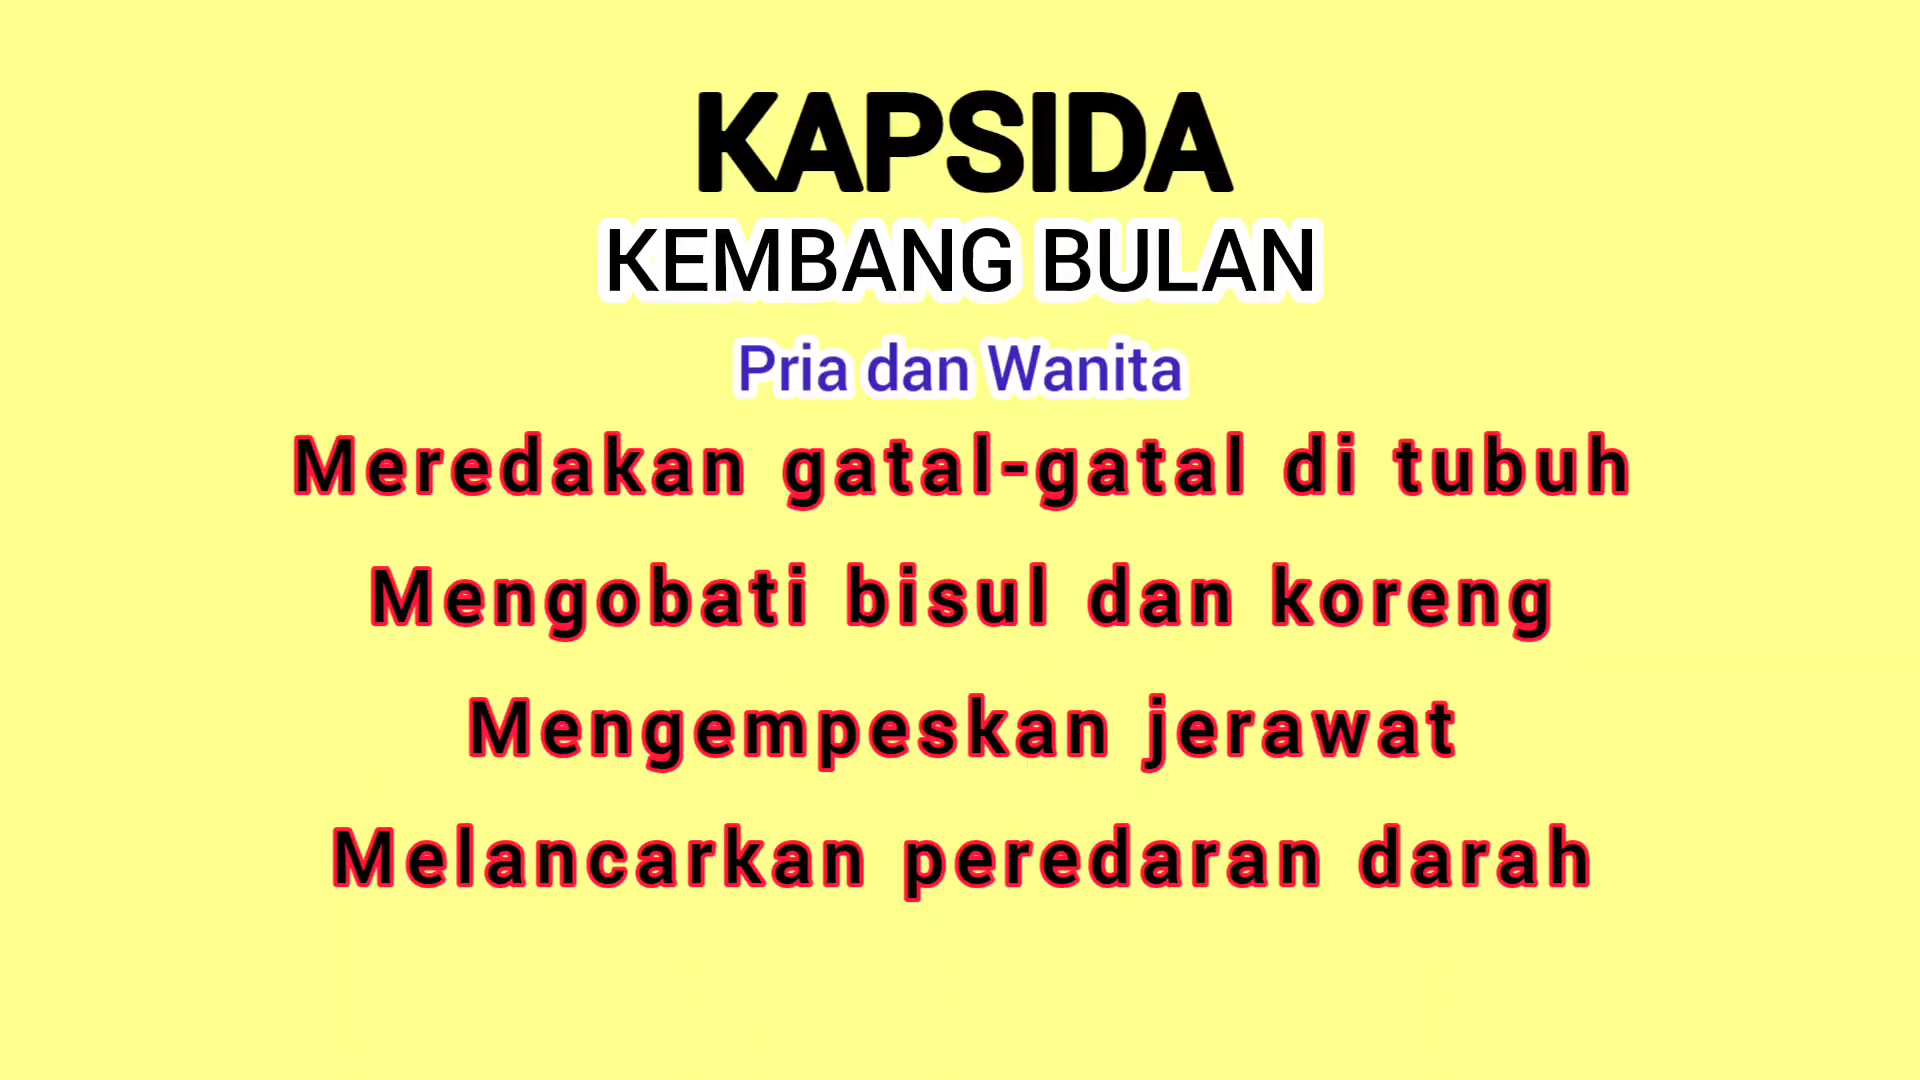 KAPSIDA
KEMBANG BULAN
Pria dan Wanita
Meredakan gatal-gatal di tubuh
Mengobati bisul dan koreng
Mengempeskan jerawat
Melancarkan peredaran darah